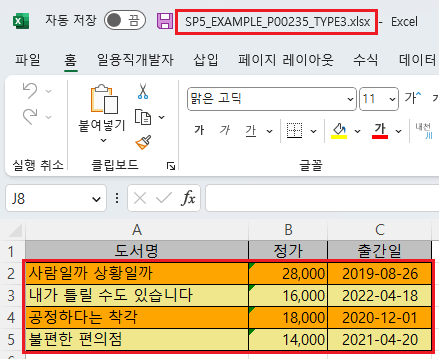 자동 저장 끔 SP5_EXAMPLE_P00235_TYPE3.xlsx - Excel
파일 홈 일용직개발자 삽입 페이지 레이아웃 수식 데이터
맑은 고딕 11 가^ 가ˇ
붙여넣기 가 가 가 가 내천
실행 취소 클립보드 글꼴
J8 fx
A B C
1 도서명 정가 출간일
2 사람일까 상황일까 28,000 2019-08-26
3 내가 틀릴 수도 있습니다 16,000 2022-04-18
4 공정하다는 착각 18,000 2020-12-01
5 불편한 편의점 14,000 2021-04-20